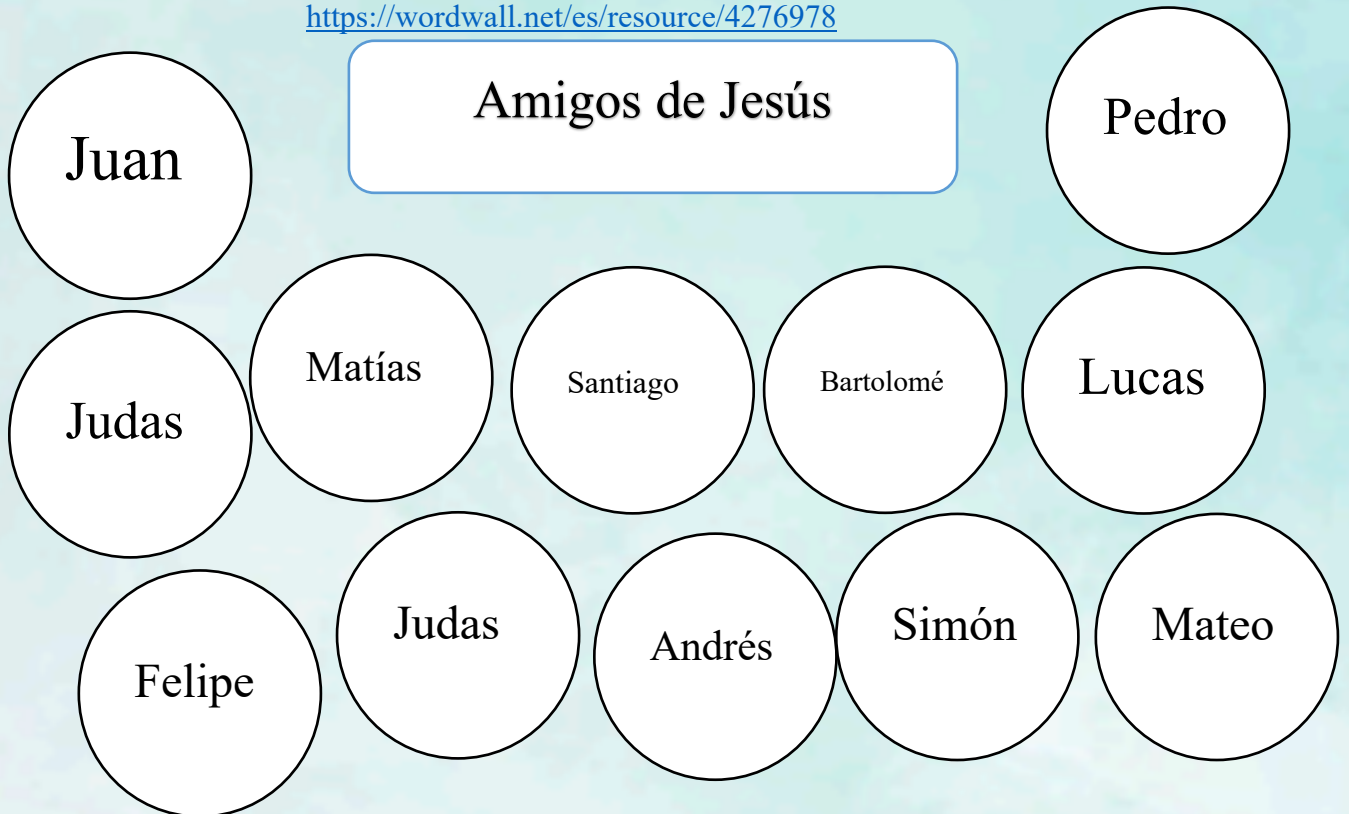 https://wordwall.net/es/resource/4276978
Amigos de Jesús
Pedro
Juan
Matías
Santiago
Bartolomé
Lucas
Judas
Judas
Andrés
Simón
Mateo
Felipe